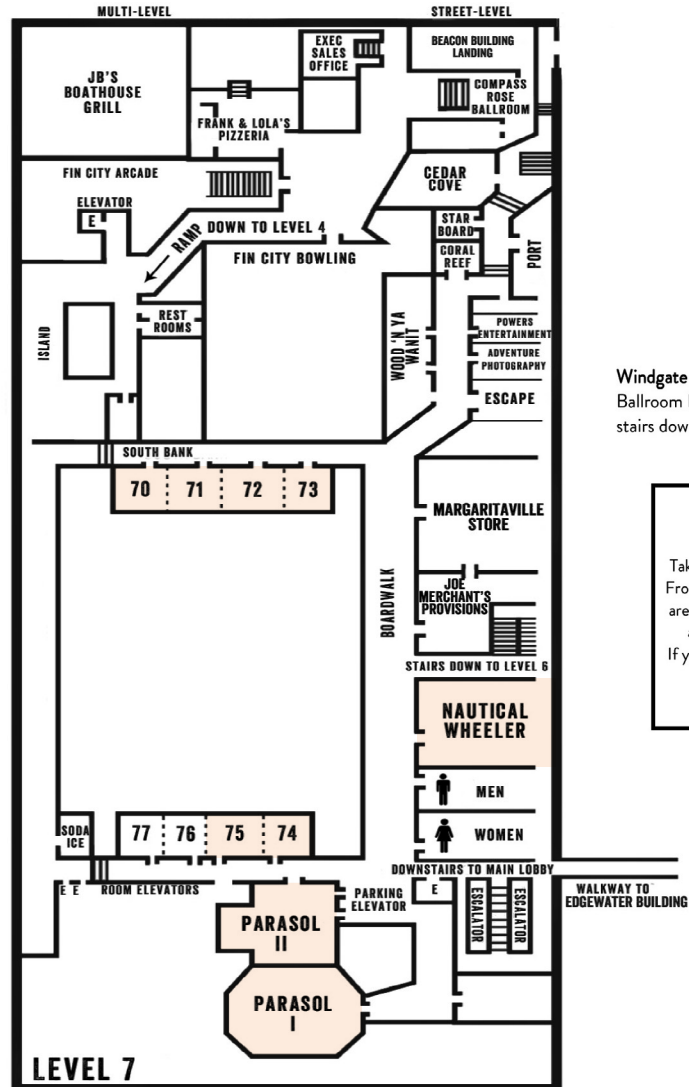 MULTI-LEVEL
STREET-LEVEL
JB'S
BOATHOUSE
GRILL
EXEC
SALES
OFFICE
BEACON BUILDING
LANDING
COMPASS
ROSE
BALLROOM
FRANK & LOLA'S
PIZZERIA
FIN CITY ARCADE
CEDAR
COVE
ELEVATOR
E
DOWN TO LEVEL 4
RAMP
FIN CITY BOWLING
STAR
BOARD
CORAL
REEF
PORT
ISLAND
REST
ROOMS
WOOD 'N YA
WANIT
POWERS
ENTERTAINMENT
ADVENTURE
PHOTOGRAPHY
ESCAPE
Windgate
Ballroom
stairs dow
SOUTH BANK
70
71
72
73
MARGARITAVILLE
STORE
BOARDWALK
JOE
MERCHANT'S
PROVISIONS
Tak
Fro
are
a
If y
STAIRS DOWN TO LEVEL 6
NAUTICAL
WHEELER
MEN
WOMEN
SODA
ICE
77
76
75
74
DOWNSTAIRS TO MAIN LOBBY
E E
ROOM ELEVATORS
PARKING
ELEVATOR
E
ESCALATOR
ESCALATOR
WALKWAY TO
EDGEWATER BUILDING
PARASOL
II
PARASOL
I
LEVEL 7